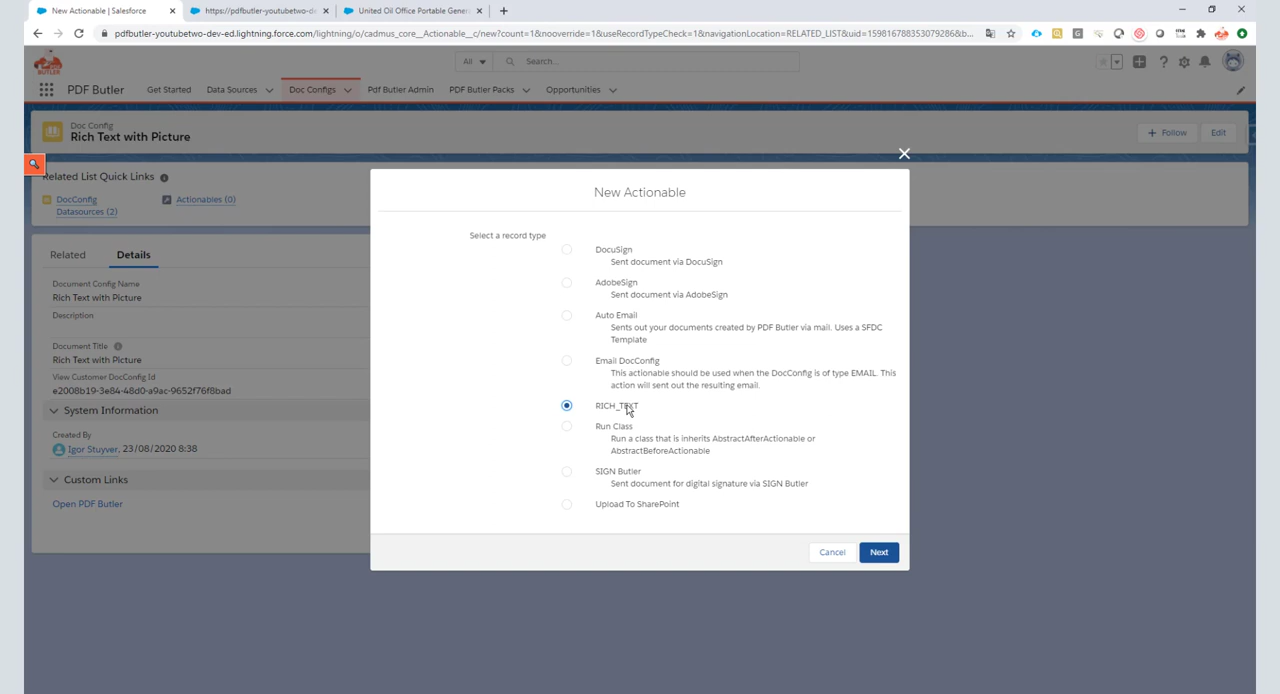 New Actionable | Salesforce
https://pdfbutler-youtubetwo-de
United Oil Office Portable Gener
pdfbutler-youtubetwo-dev-ed.lightning.force.com/lightning/o/cadmus_core__Actionable__c/new?count=1&nooverride=1&useRecordTypeCheck=1&navigationLocation=RELATED_LIST&uid=159816788353079286&b...
BUTLER
All
Search...
PDF Butler
Get Started
Data Sources
Doc Configs
Pdf Butler Admin
PDF Butler Packs
Opportunities
Doc Config
Rich Text with Picture
Follow
Edit
Related List Quick Links
DocConfig
Datasources (2)
Actionables (0)
Related
Details
Document Config Name
Rich Text with Picture
Description
Document Title
Rich Text with Picture
View Customer DocConfig Id
e2008b19-3e84-48d0-a9ac-9652f76f8bad
System Information
Created By
Igor Stuyver, 23/08/2020 8:38
Custom Links
Open PDF Butler
New Actionable
Select a record type
DocuSign
Sent document via DocuSign
AdobeSign
Sent document via AdobeSign
Auto Email
Sents out your documents created by PDF Butler via mail. Uses a SFDC
Template
Email DocConfig
This actionable should be used when the DocConfig is of type EMAIL. This
action will sent out the resulting email.
RICH_TEXT
Run Class
Run a class that is inherits AbstractAfterActionable or
AbstractBeforeActionable
SIGN Butler
Sent document for digital signature via SIGN Butler
Upload To SharePoint
Cancel
Next